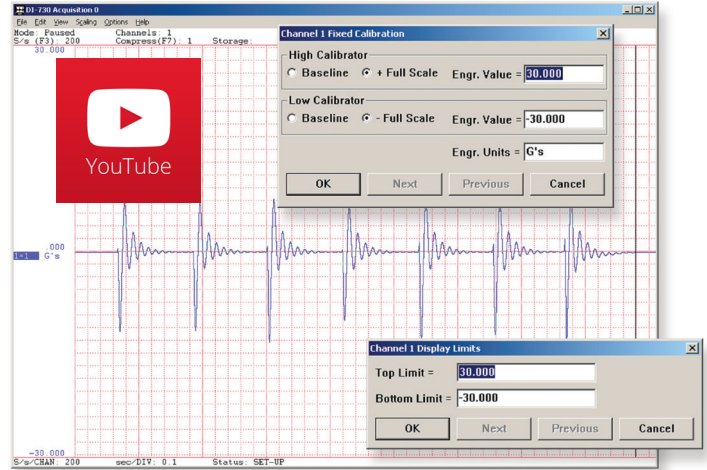 DI-730 Acquisition 0
File Edit View Scaling Options Help
Mode: Paused Channels: 1
S/s (F3): 200 Compress(F7): 1 Storage:
30.000
YouTube
.000
G's
-30.000
S/s/CHAN: 200 sec/DIV: 0.1 Status: SET-UP
Channel 1 Fixed Calibration
High Calibrator
Baseline + Full Scale Engr. Value = 30.000
Low Calibrator
Baseline - Full Scale Engr. Value = -30.000
Engr. Units = G's
OK Next Previous Cancel
Channel 1 Display Limits
Top Limit = 30.000
Bottom Limit = -30.000
OK Next Previous Cancel